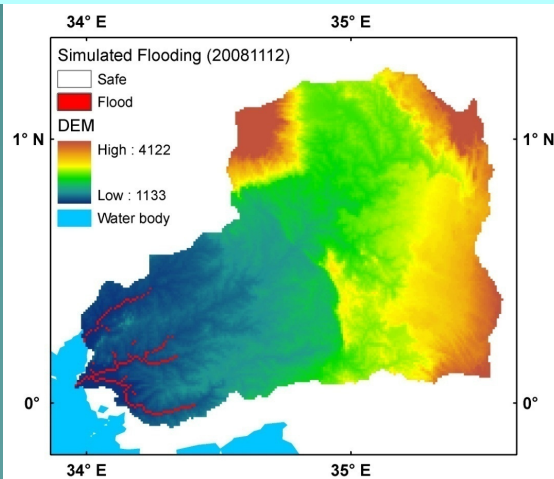 34° E
35° E
Simulated Flooding (20081112)
Safe
Flood
DEM
High : 4122
Low : 1133
Water body
1° N
1° N
0°
0°
34° E
35° E